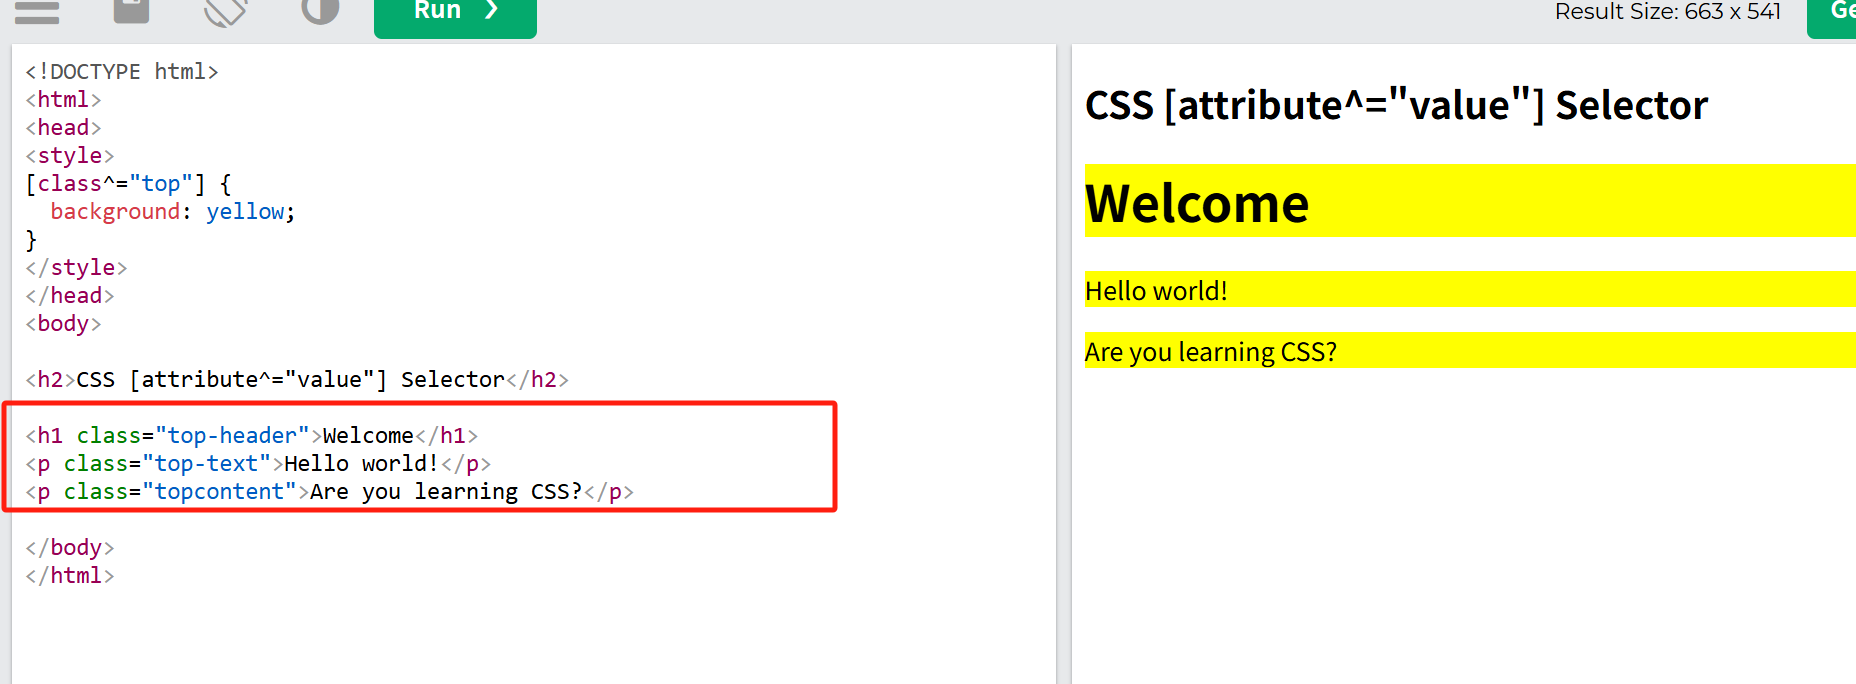 Run ❯
Result Size: 663 x 541
Ge
<!DOCTYPE html>
<html>
<head>
<style>
[class^="top"] {
  background: yellow;
}
</style>
</head>
<body>
<h2>CSS [attribute^="value"] Selector</h2>
<h1 class="top-header">Welcome</h1>
<p class="top-text">Hello world!</p>
<p class="topcontent">Are you learning CSS?</p>
</body>
</html>
CSS [attribute^="value"] Selector
Welcome
Hello world!
Are you learning CSS?